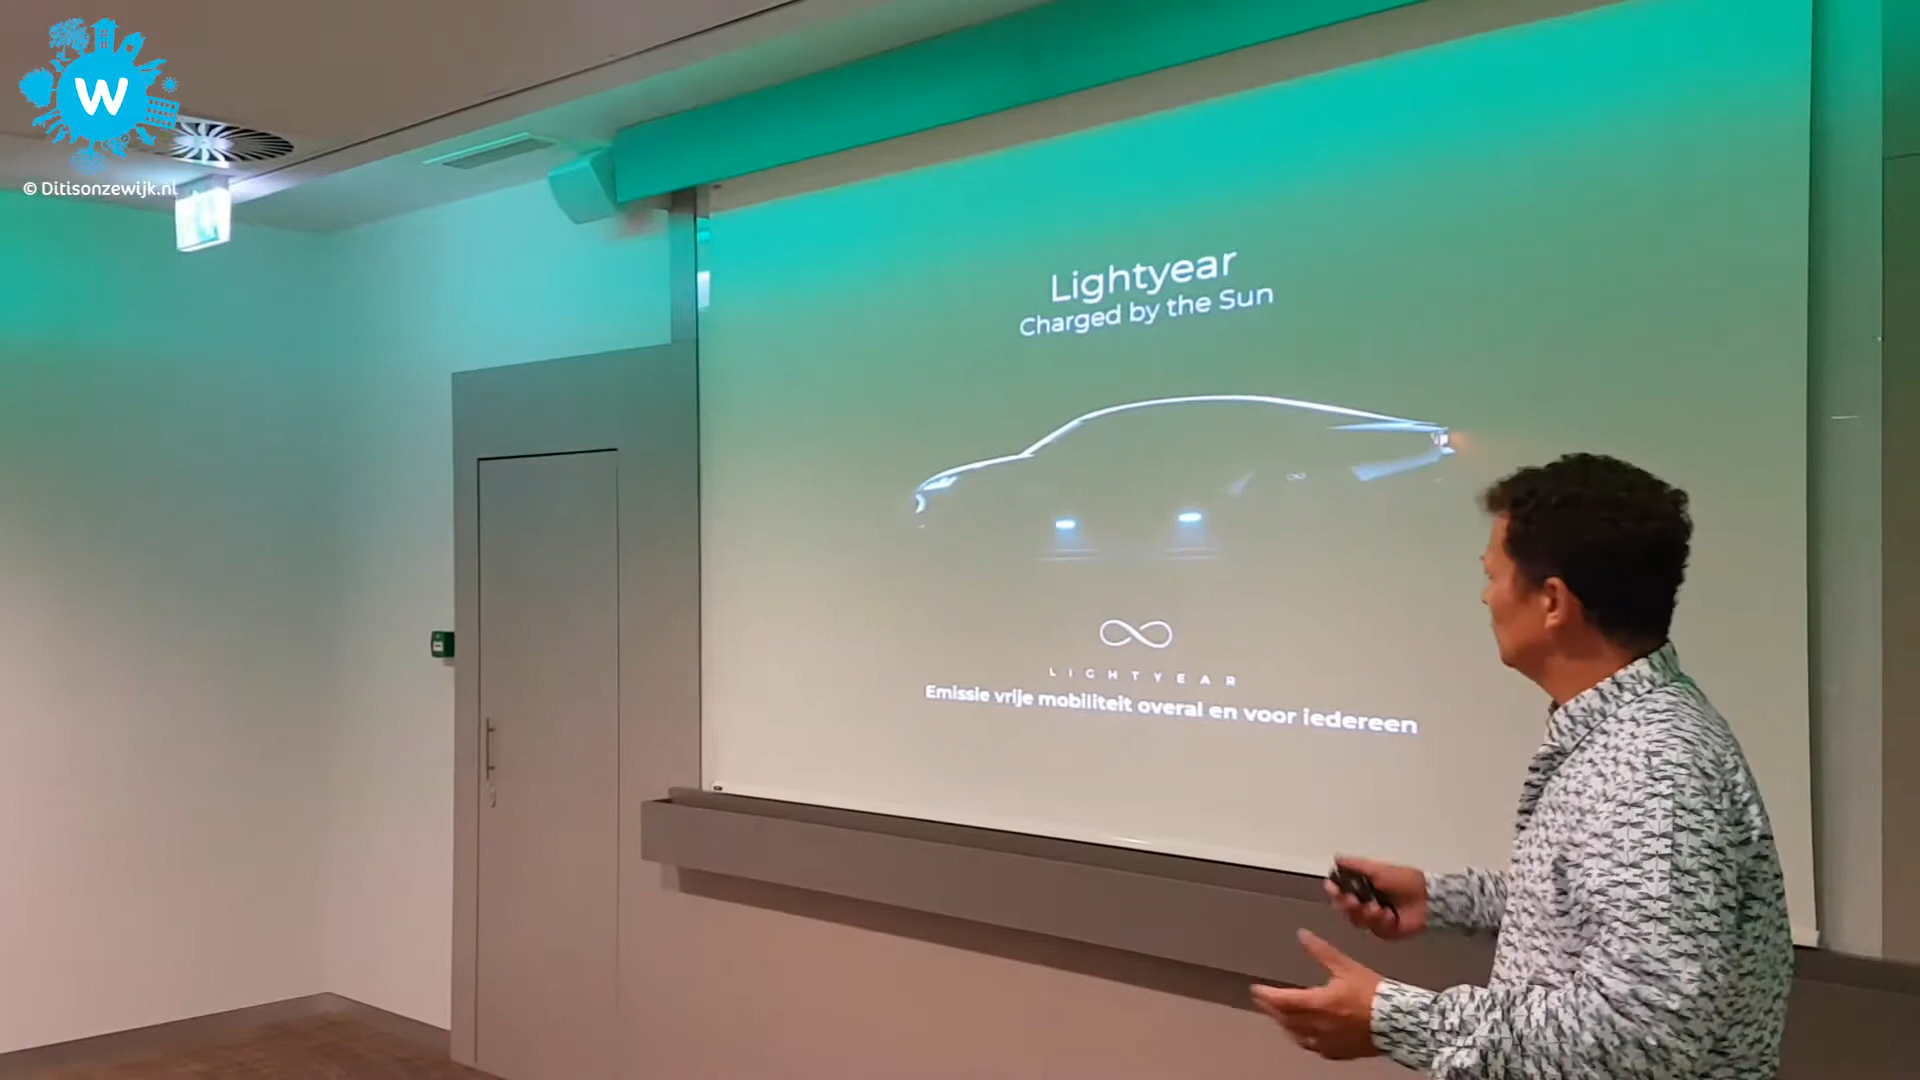 W
© Ditisonzewijk.nl
Lightyear
Charged by the Sun
LIGHTYEAR
Emissie vrije mobiliteit overal en voor iedereen